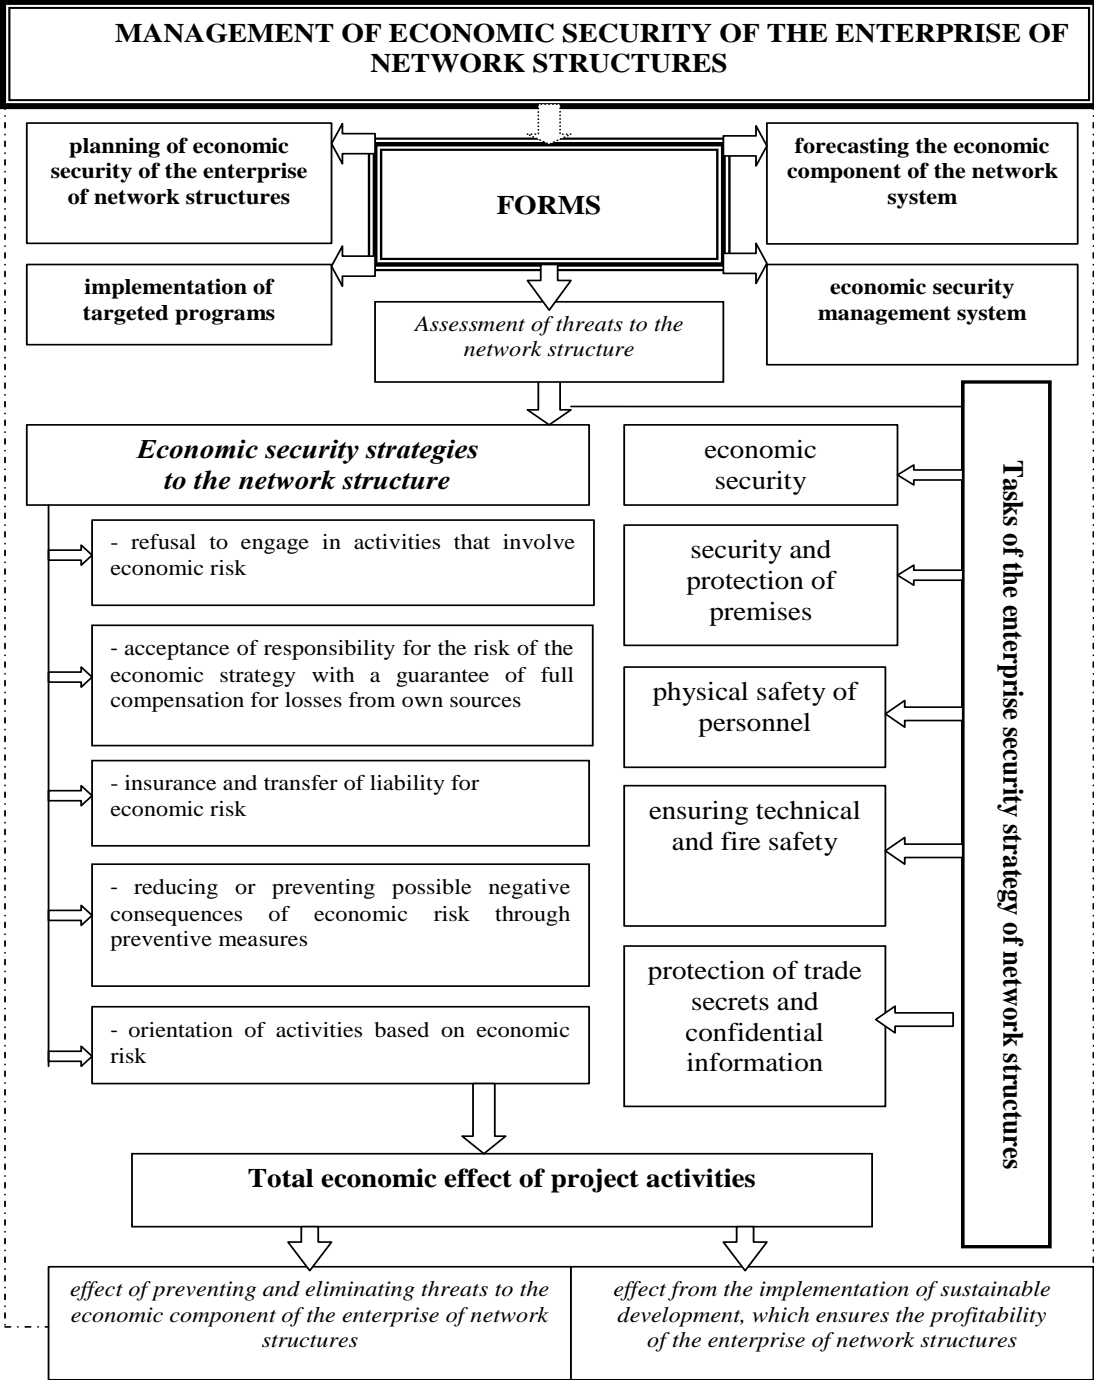 MANAGEMENT OF ECONOMIC SECURITY OF THE ENTERPRISE OF
NETWORK STRUCTURES
planning of economic
security of the enterprise
of network structures
FORMS
forecasting the economic
component of the network
system
implementation of
targeted programs
economic security
management system
Assessment of threats to the
network structure
Economic security strategies
to the network structure
- refusal to engage in activities that involve
economic risk
- acceptance of responsibility for the risk of the
economic strategy with a guarantee of full
compensation for losses from own sources
- insurance and transfer of liability for
economic risk
- reducing or preventing possible negative
consequences of economic risk through
preventive measures
- orientation of activities based on economic
risk
economic
security
security and
protection of
premises
physical safety of
personnel
ensuring technical
and fire safety
protection of trade
secrets and
confidential
information
Tasks of the enterprise security strategy of network structures
Total economic effect of project activities
effect of preventing and eliminating threats to the
economic component of the enterprise of network
structures
effect from the implementation of sustainable
development, which ensures the profitability
of the enterprise of network structures